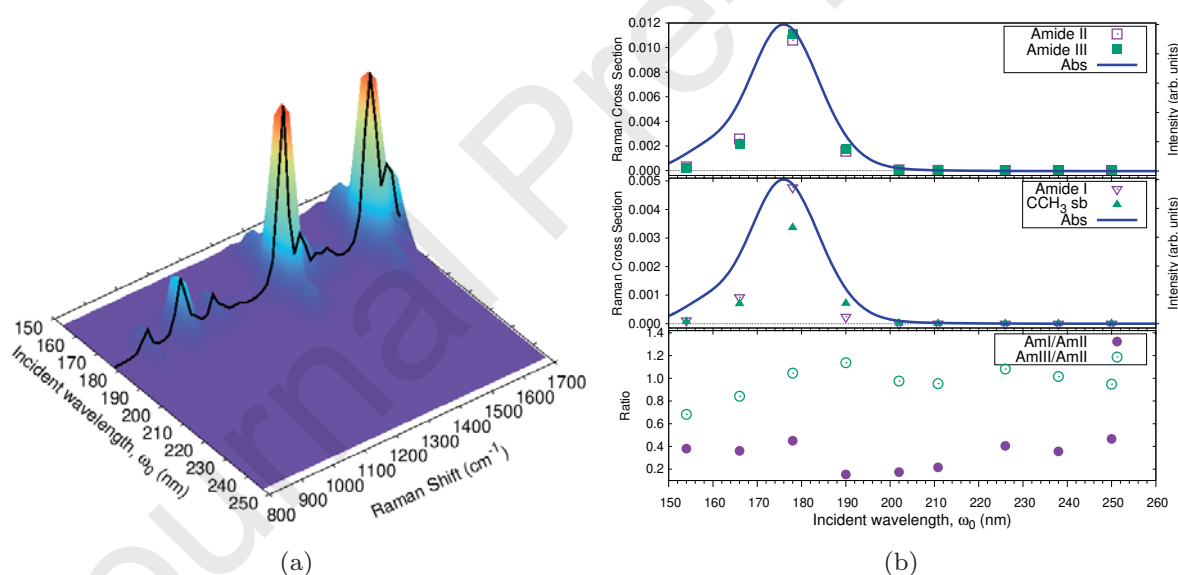 Journal Pre
150
160
170
180
190
200
210
220
230
240
250
Incident wavelength, ω0 (nm)
800
900
1000
1100
1200
1300
1400
1500
1600
1700
Raman Shift (cm-1)
(a)
0.012
0.010
0.008
0.006
0.004
0.002
0.000
Raman Cross Section
Amide II
Amide III
Abs
Intensity (arb. units)
0.005
0.004
0.003
0.002
0.001
0.000
Raman Cross Section
Amide I
CCH3 sb
Abs
Intensity (arb. units)
1.4
1.2
1.0
0.8
0.6
0.4
0.2
Ratio
AmI/AmII
AmIII/AmII
150 160 170 180 190 200 210 220 230 240 250 260
Incident wavelength, ω0 (nm)
(b)